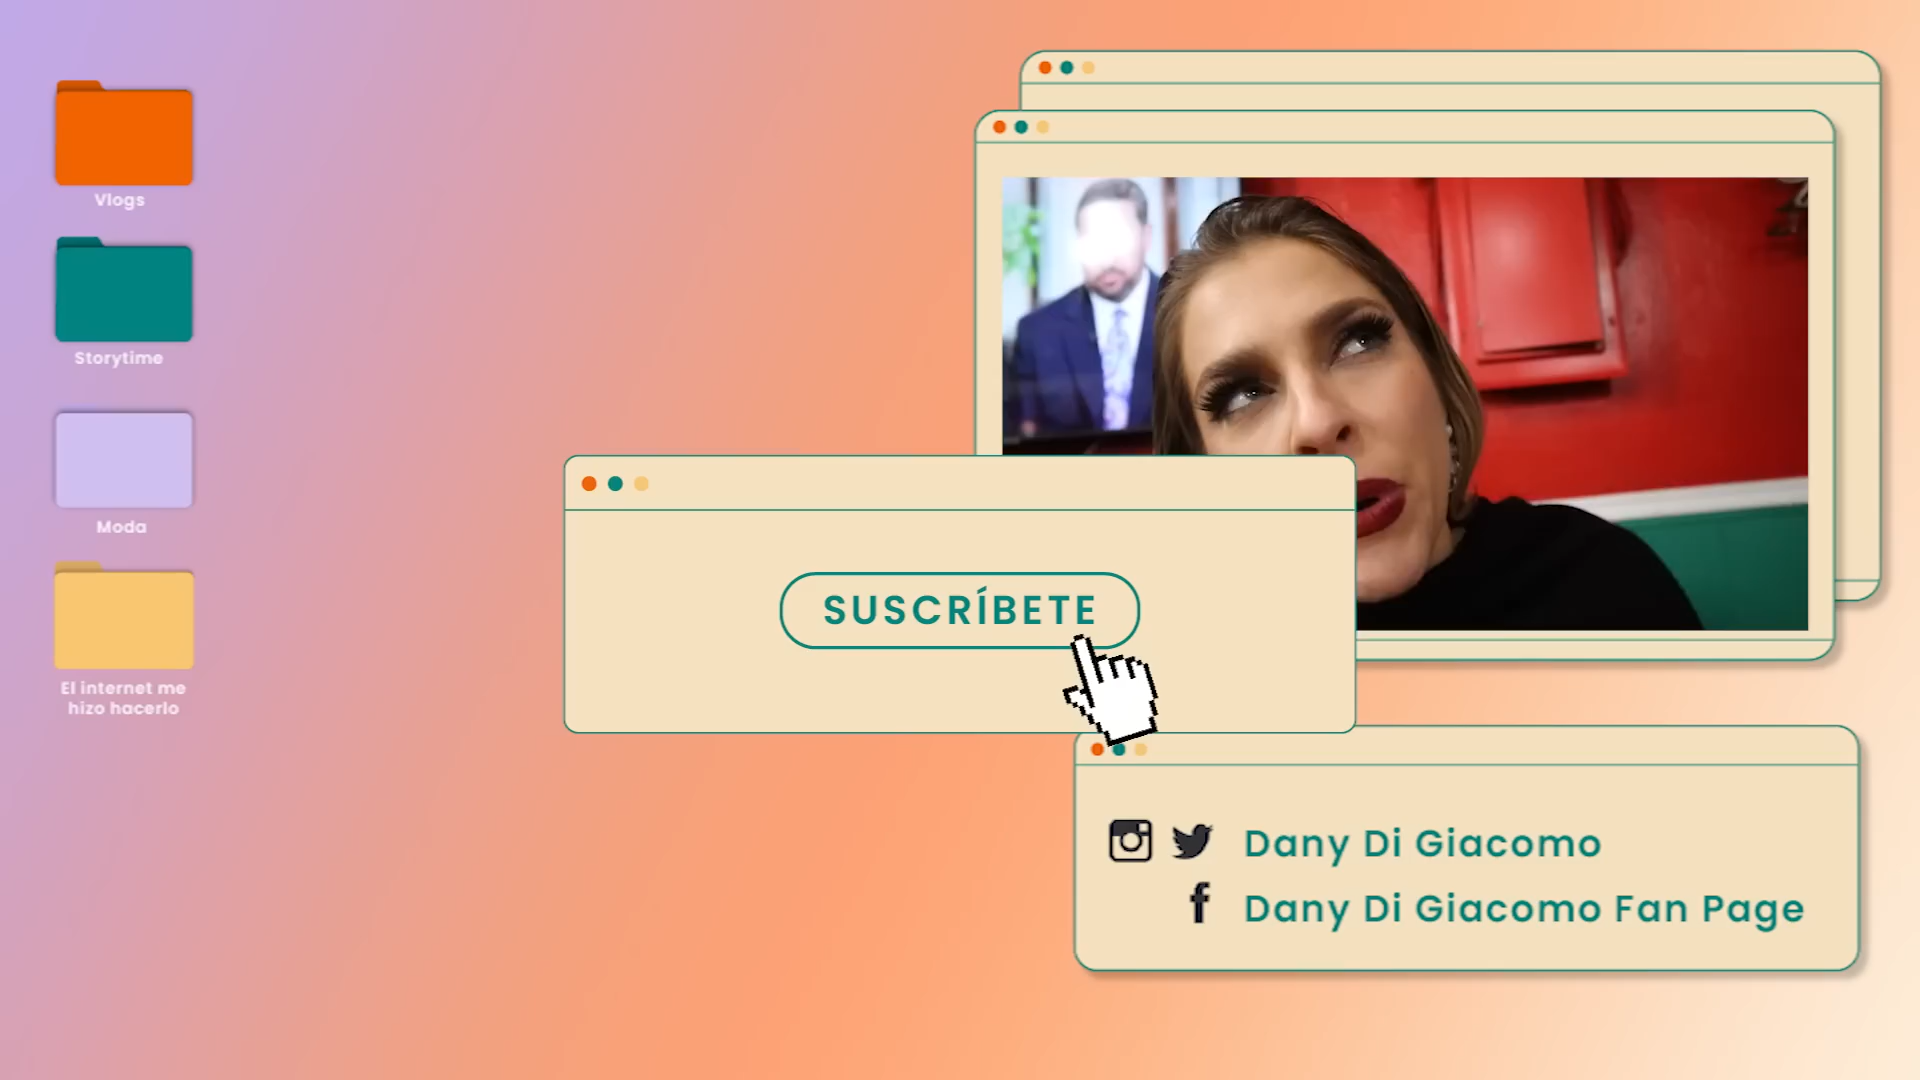 Vlogs
Storytime
Moda
El internet me
hizo hacerlo
SUSCRÍBETE
Dany Di Giacomo
Dany Di Giacomo Fan Page